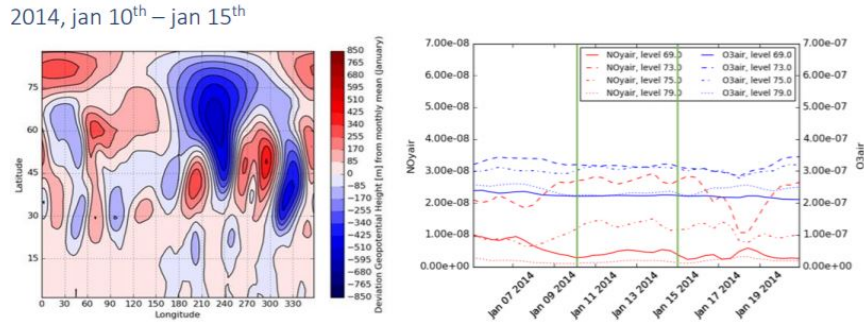 2014, jan 10th – jan 15th
850
765
680
595
510
425
340
255
170
85
0
−85
−170
−255
−340
−425
−510
−595
−680
−765
−850
Deviation Geopotential Height [m] from monthly mean (January)
75
60
45
30
15
Latitude
0 30 60 90 120 150 180 210 240 270 300 330
Longitude
7.00e-08
6.00e-08
5.00e-08
4.00e-08
3.00e-08
2.00e-08
1.00e-08
0.00e+00
NOyair
NOyair, level 69.0
NOyair, level 73.0
NOyair, level 75.0
NOyair, level 79.0
O3air, level 69.0
O3air, level 73.0
O3air, level 75.0
O3air, level 79.0
7.00e-07
6.00e-07
5.00e-07
4.00e-07
3.00e-07
2.00e-07
1.00e-07
0.00e+00
O3air
Jan 07 2014
Jan 09 2014
Jan 11 2014
Jan 13 2014
Jan 15 2014
Jan 17 2014
Jan 19 2014